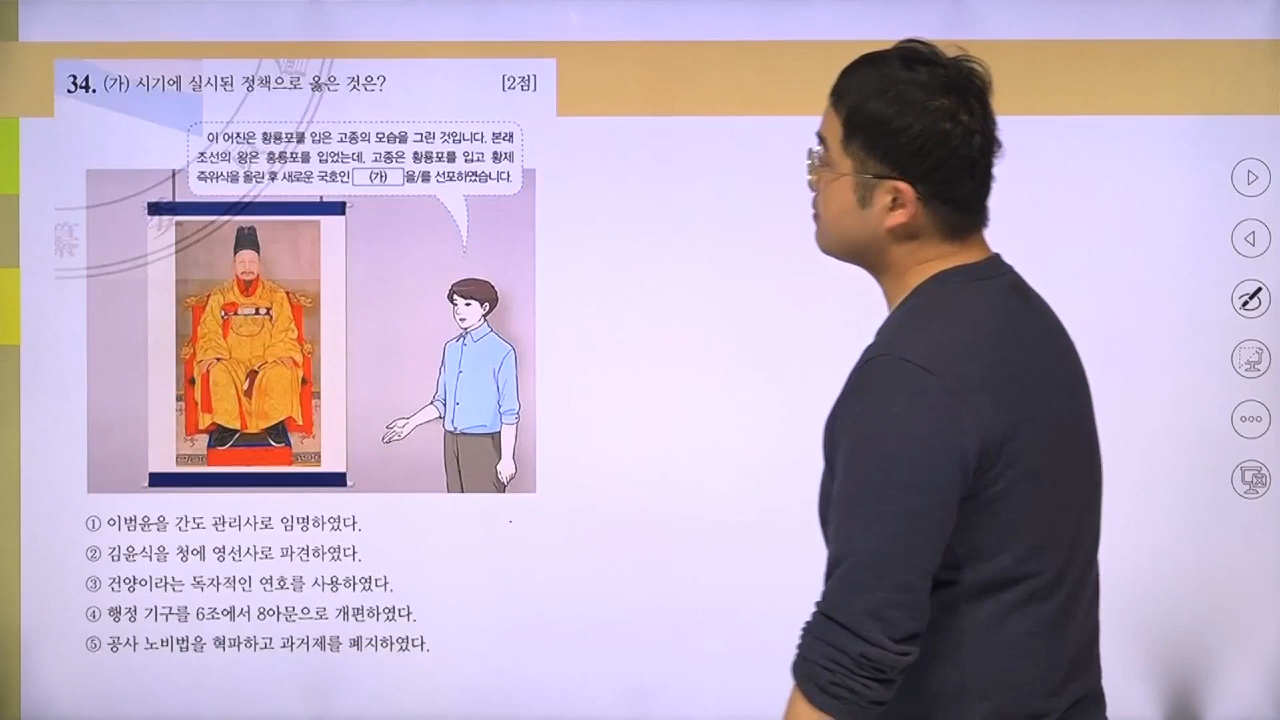 34. (가) 시기에 실시된 정책으로 옳은 것은? [2점]
이 어진은 황룡포를 입은 고종의 모습을 그린 것입니다. 본래
조선의 왕은 홍룡포를 입었는데, 고종은 황룡포를 입고 황제
즉위식을 올린 후 새로운 국호인 (가) 을/를 선포하였습니다.
① 이범윤을 간도 관리사로 임명하였다.
② 김윤식을 청에 영선사로 파견하였다.
③ 건양이라는 독자적인 연호를 사용하였다.
④ 행정 기구를 6조에서 8아문으로 개편하였다.
⑤ 공사 노비법을 혁파하고 과거제를 폐지하였다.